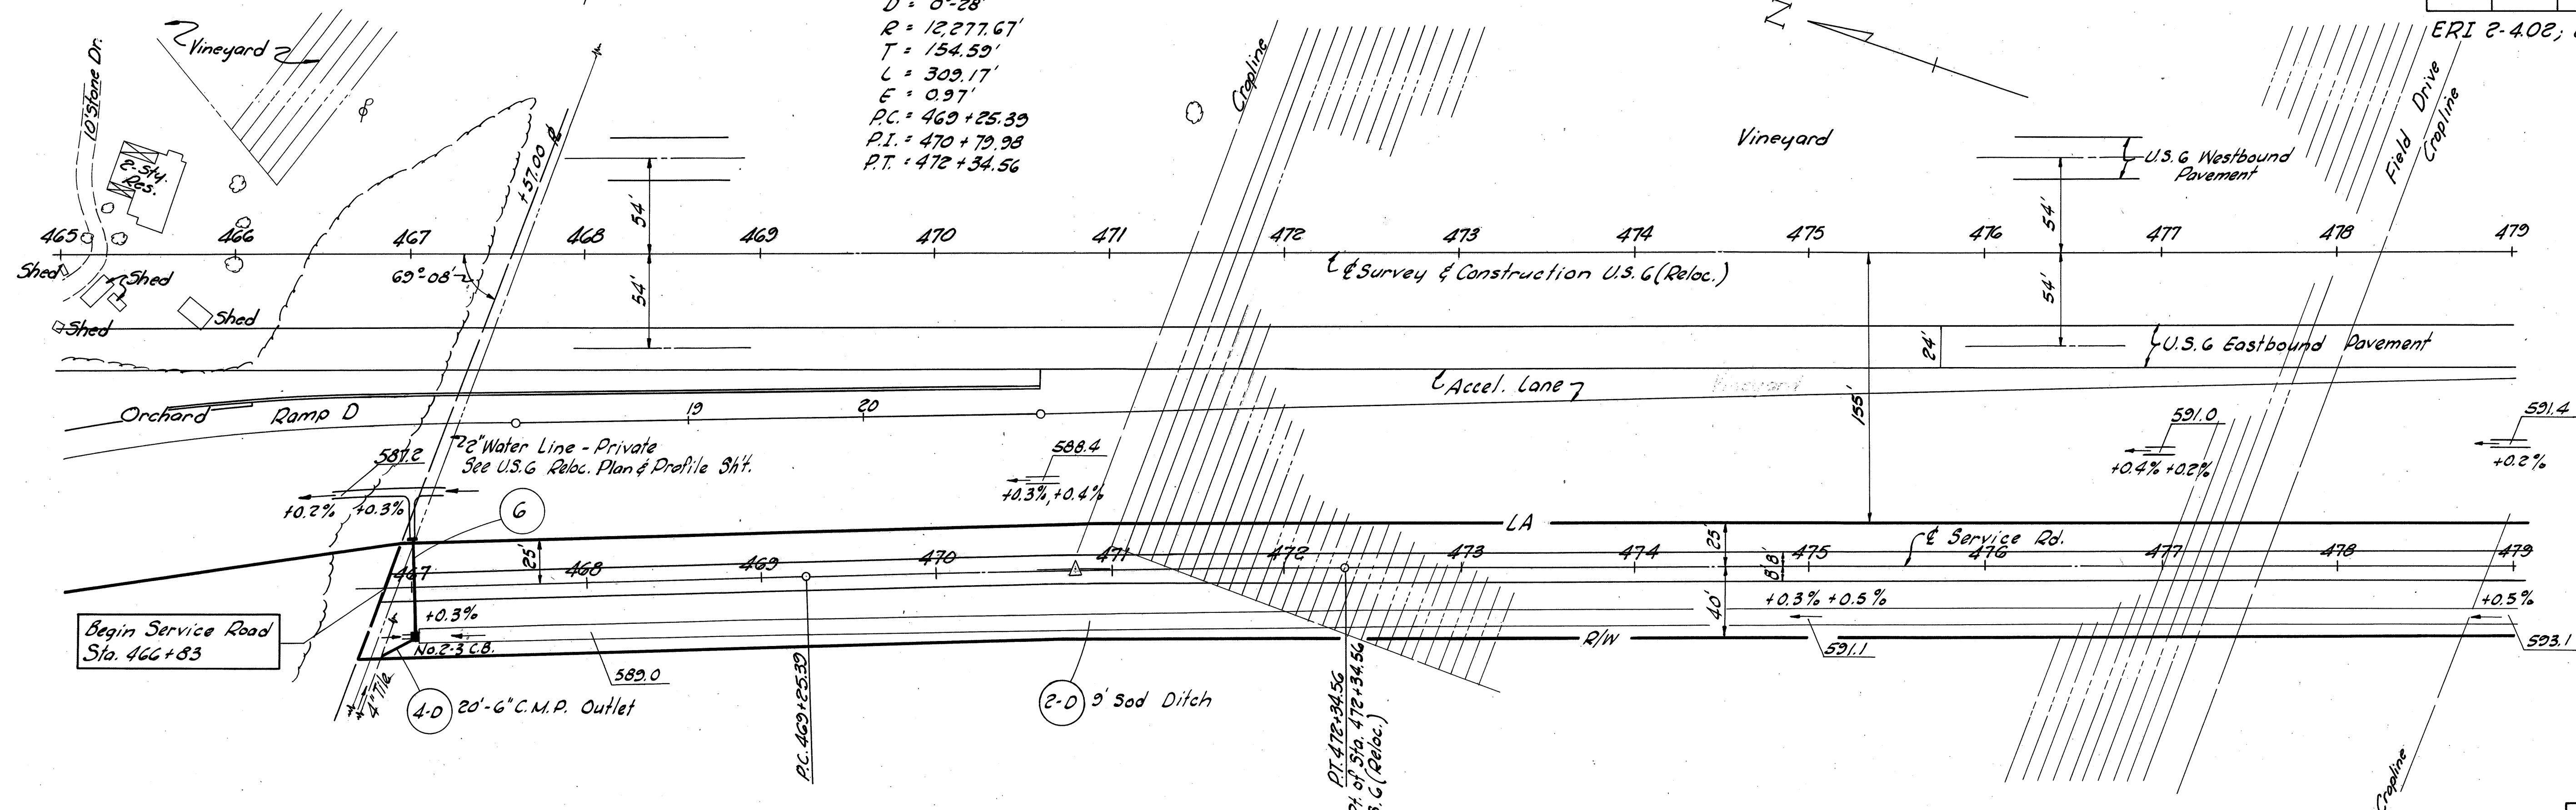 D = 0°-28'
R = 12,277.67'
T = 154.59'
L = 309.17'
E = 0.97'
P.C. = 469 + 25.39
P.I. = 470 + 79.98
P.T. = 472 + 34.56
N
ERI 2-4.02;
Vineyard
10' Stone Dr.
2-Sty.
Res.
+57.00 ⅊
Cropline
Vineyard
U.S. 6 Westbound
Pavement
Field Drive
Cropline
54'
54'
465 466 467 468 469 470 471 472 473 474 475 476 477 478 479
Shed
Shed
Shed
Shed
69°-08'
54'
54'
℄ Survey & Construction U.S. 6 (Reloc.)
24'
U.S. 6 Eastbound Pavement
Accel. Lane
155'
Orchard
Ramp D
19
20
2" Water Line - Private
See U.S. 6 Reloc. Plan & Profile Sh't.
587.2
+0.2% +0.3%
588.4
+0.3%, +0.4%
591.0
+0.4% +0.2%
591.4
+0.2%
6
LA
25'
25'
8' 8'
40'
℄ Service Rd.
467 468 469 470 471 472 473 474 475 476 477 478 479
Begin Service Road
Sta. 466+83
+0.3%
No. 2-3 C.B.
+0.3% +0.5%
+0.5%
R/W
589.0
591.1
593.1
4" Tile
4-D 20'-6" C.M.P. Outlet
2-D 9' Sod Ditch
P.C. 469+25.39
P.T. 472+34.56
of Sta. 472+34.56
S. 6 (Reloc.)
Cropline